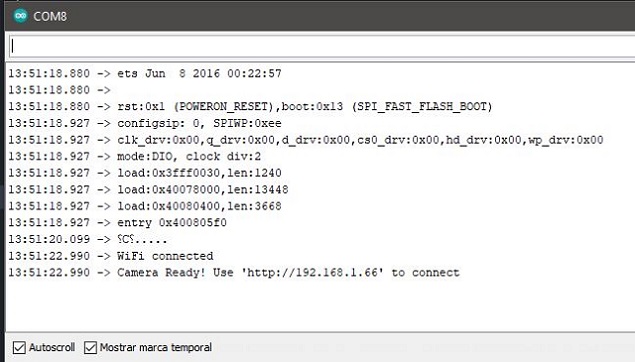 COM8
13:51:18.880 -> ets Jun  8 2016 00:22:57
13:51:18.880 ->
13:51:18.880 -> rst:0x1 (POWERON_RESET),boot:0x13 (SPI_FAST_FLASH_BOOT)
13:51:18.927 -> configsip: 0, SPIWP:0xee
13:51:18.927 -> clk_drv:0x00,q_drv:0x00,d_drv:0x00,cs0_drv:0x00,hd_drv:0x00,wp_drv:0x00
13:51:18.927 -> mode:DIO, clock div:2
13:51:18.927 -> load:0x3fff0030,len:1240
13:51:18.927 -> load:0x40078000,len:13448
13:51:18.927 -> load:0x40080400,len:3668
13:51:18.927 -> entry 0x400805f0
13:51:20.099 -> ⸮C⸮.....
13:51:22.990 -> WiFi connected
13:51:22.990 -> Camera Ready! Use 'http://192.168.1.66' to connect
Autoscroll Mostrar marca temporal